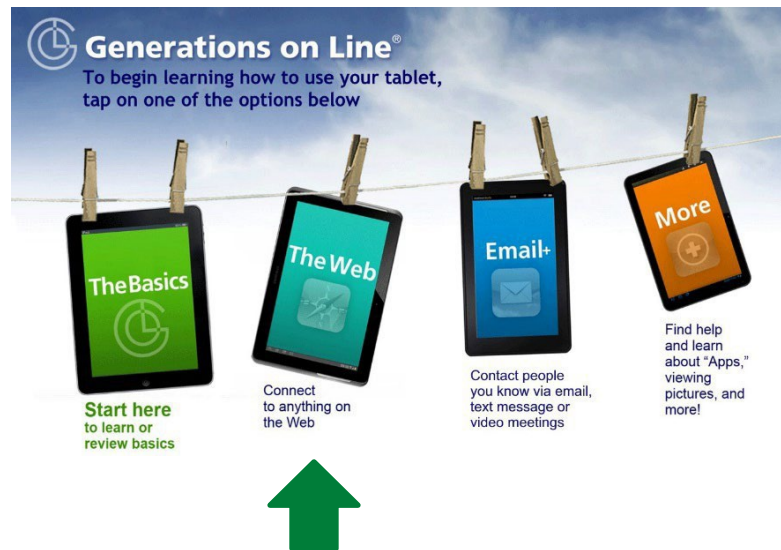 Generations on Line®
To begin learning how to use your tablet,
tap on one of the options below
The Basics
The Web
Email+
More
Start here
to learn or
review basics
Connect
to anything on
the Web
Contact people
you know via email,
text message or
video meetings
Find help
and learn
about “Apps,”
viewing
pictures, and
more!